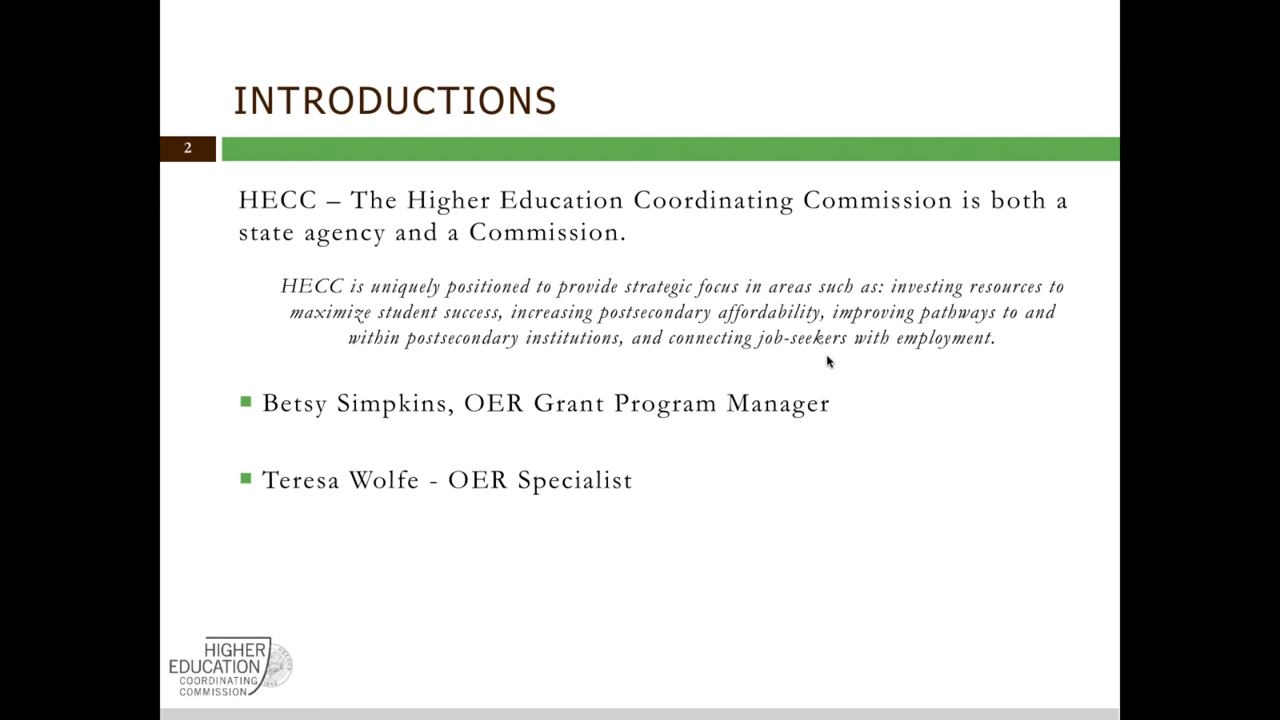 INTRODUCTIONS
2
HECC – The Higher Education Coordinating Commission is both a
state agency and a Commission.
HECC is uniquely positioned to provide strategic focus in areas such as: investing resources to
maximize student success, increasing postsecondary affordability, improving pathways to and
within postsecondary institutions, and connecting job-seekers with employment.
Betsy Simpkins, OER Grant Program Manager
Teresa Wolfe - OER Specialist
HIGHER
EDUCATION
COORDINATING
COMMISSION